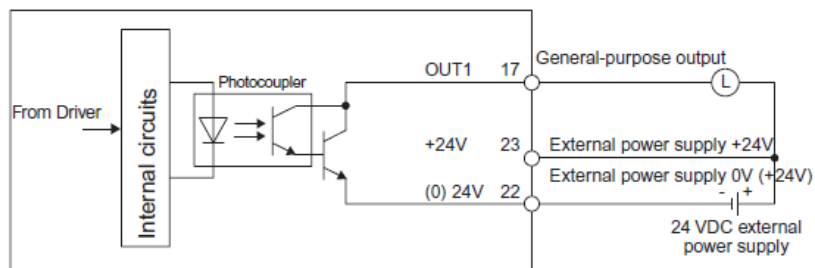 General-purpose output
OUT1 17
L
Photocoupler
From Driver
Internal circuits
+24V 23
External power supply +24V
External power supply 0V (+24V)
(0) 24V 22
- +
24 VDC external
power supply